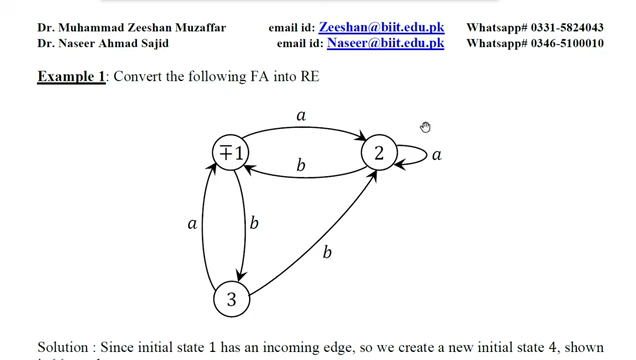 Dr. Muhammad Zeeshan Muzaffar email id: Zeeshan@biit.edu.pk Whatsapp# 0331-5824043
Dr. Naseer Ahmad Sajid email id: Naseer@biit.edu.pk Whatsapp# 0346-5100010
Example 1: Convert the following FA into RE
a
∓1
2
a
b
a
b
b
3
Solution : Since initial state 1 has an incoming edge, so we create a new initial state 4, shown